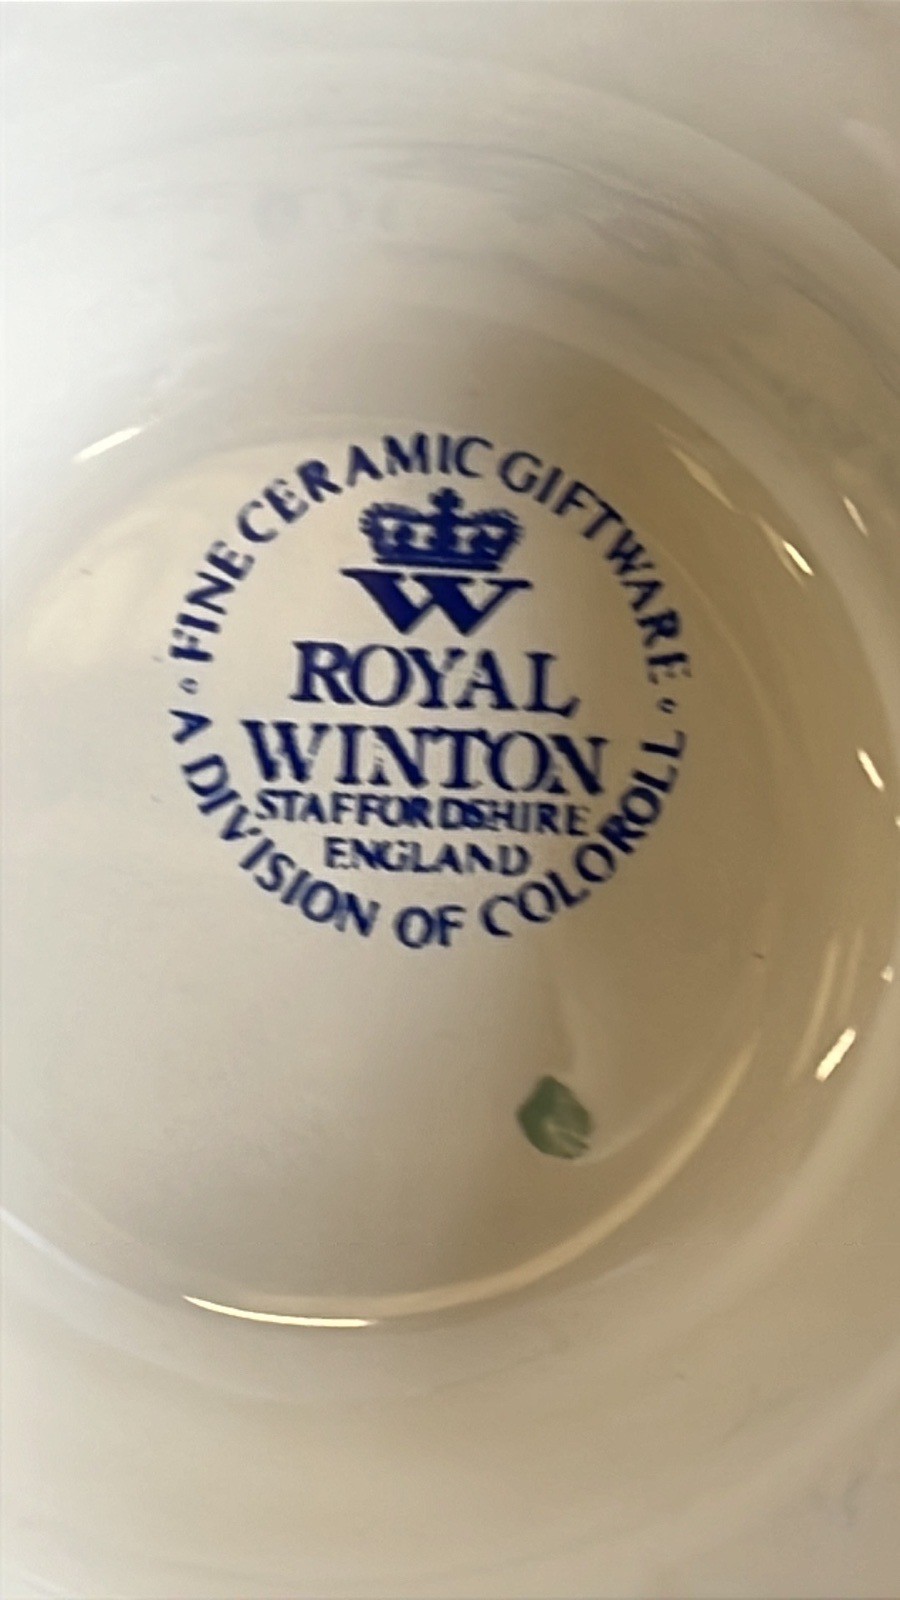 FINE CERAMIC GIFTWARE
W
ROYAL
WINTON
STAFFORDSHIRE
ENGLAND
A DIVISION OF COLOROLL